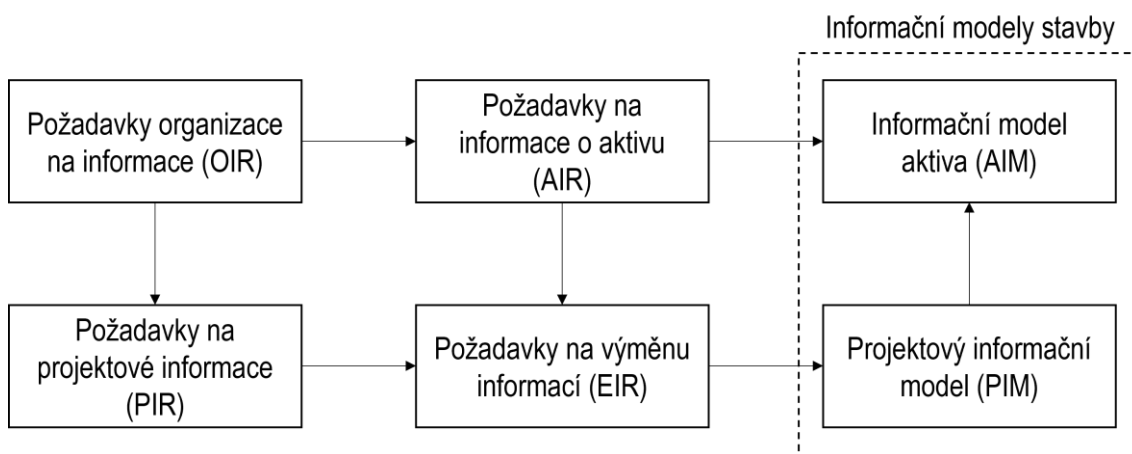 Informační modely stavby
Požadavky organizace
na informace (OIR)
Požadavky na
informace o aktivu
(AIR)
Informační model
aktiva (AIM)
Požadavky na
projektové informace
(PIR)
Požadavky na výměnu
informací (EIR)
Projektový informační
model (PIM)